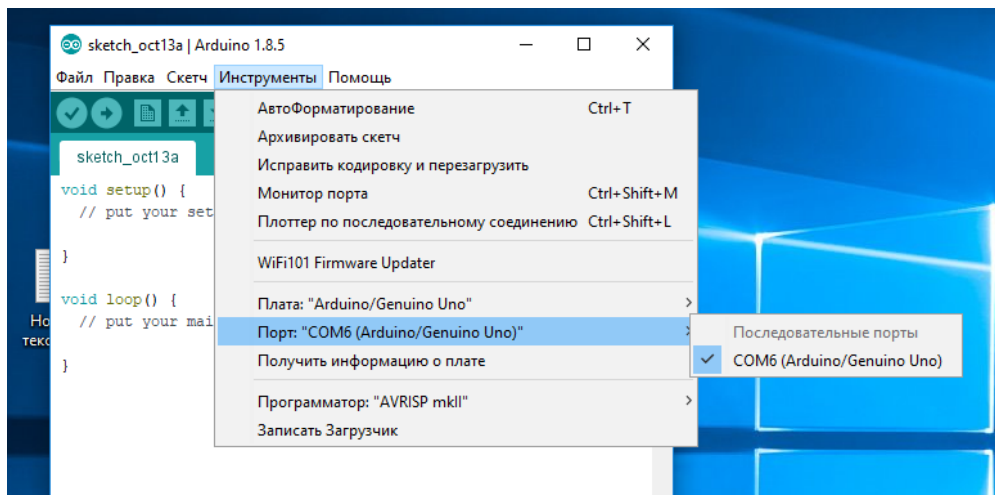 sketch_oct13a | Arduino 1.8.5
Файл Правка Скетч Инструменты Помощь
АвтоФорматирование Ctrl+T
Архивировать скетч
Исправить кодировку и перезагрузить
Монитор порта Ctrl+Shift+M
Плоттер по последовательному соединению Ctrl+Shift+L
WiFi101 Firmware Updater
Плата: "Arduino/Genuino Uno"
Порт: "COM6 (Arduino/Genuino Uno)"
Получить информацию о плате
Программатор: "AVRISP mkII"
Записать Загрузчик
Последовательные порты
COM6 (Arduino/Genuino Uno)
sketch_oct13a
void setup() {
// put your set
}
void loop() {
// put your mai
}
Но
текс